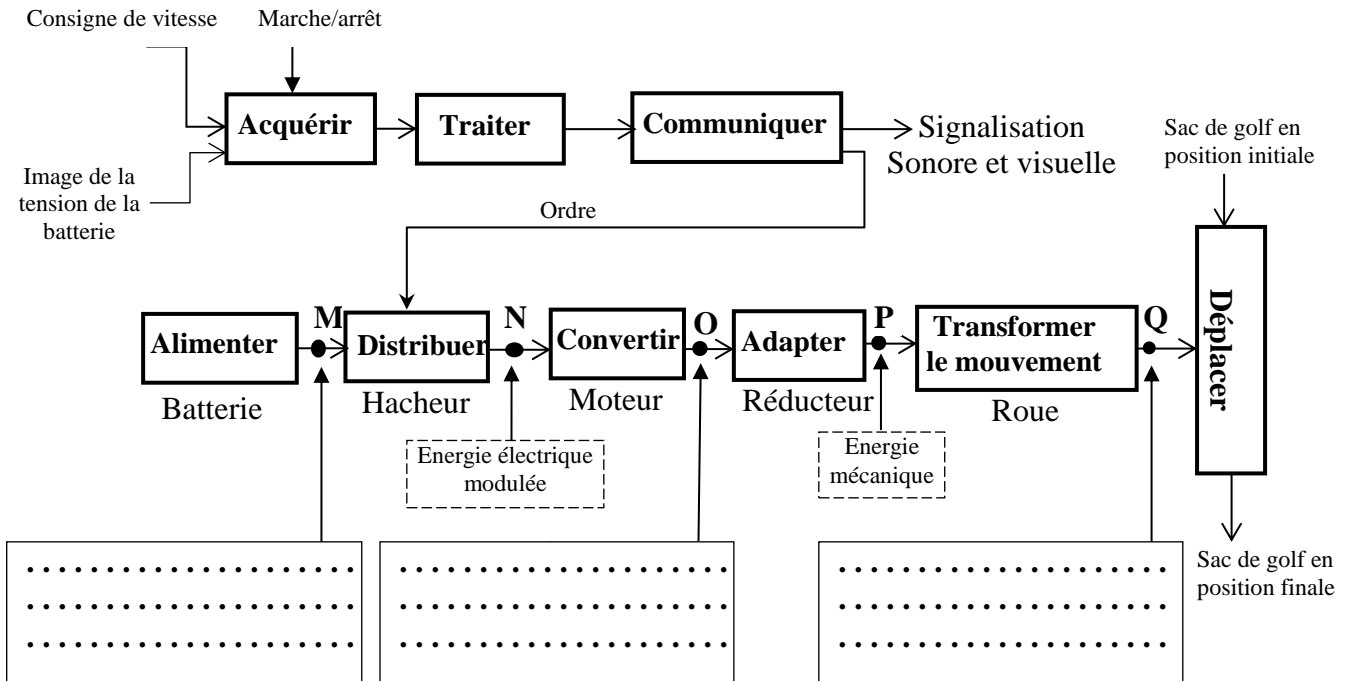 Consigne de vitesse
Marche/arrêt
Acquérir
Traiter
Communiquer
Signalisation
Sonore et visuelle
Sac de golf en
position initiale
Image de la
tension de la
batterie
Ordre
Déplacer
M
N
O
P
Q
Alimenter
Distribuer
Convertir
Adapter
Transformer
le mouvement
Batterie
Hacheur
Moteur
Réducteur
Roue
Energie électrique
modulée
Energie
mécanique
Sac de golf en
position finale